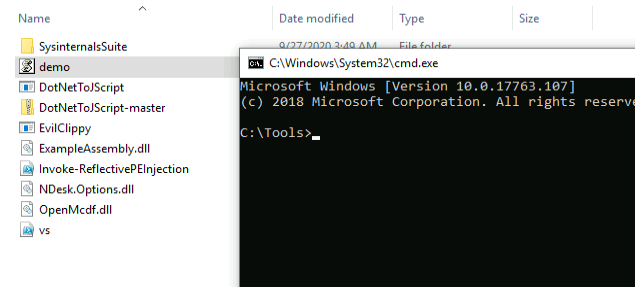 Name Date modified Type Size
SysinternalsSuite 9/27/2020 3:49 AM File folder
demo
C:\Windows\System32\cmd.exe
DotNetToJScript
Microsoft Windows [Version 10.0.17763.107]
DotNetToJScript-master
(c) 2018 Microsoft Corporation. All rights reserve
EvilClippy
C:\Tools>
ExampleAssembly.dll
Invoke-ReflectivePEInjection
NDesk.Options.dll
OpenMcdf.dll
vs